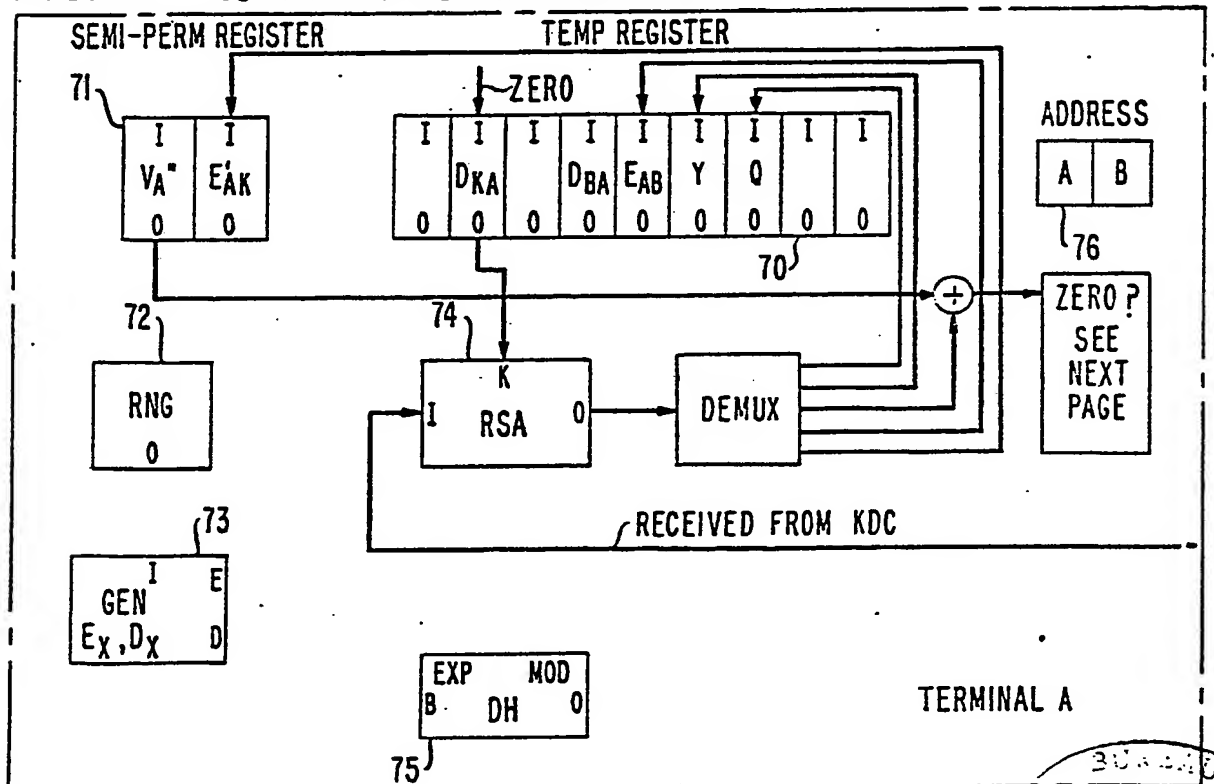 SEMI-PERM REGISTER
TEMP REGISTER
71
ZERO
I I
V_A" E'_AK
0 0
I I I I I I I I I
D_KA D_BA E_AB Y Q
0 0 0 0 0 0 0 0 0
70
ADDRESS
A B
76
72
RNG
0
74
K
I RSA 0
DEMUX
+
ZERO?
SEE
NEXT
PAGE
RECEIVED FROM KDC
73
I E
GEN
E_X, D_X D
EXP MOD
B DH 0
75
TERMINAL A